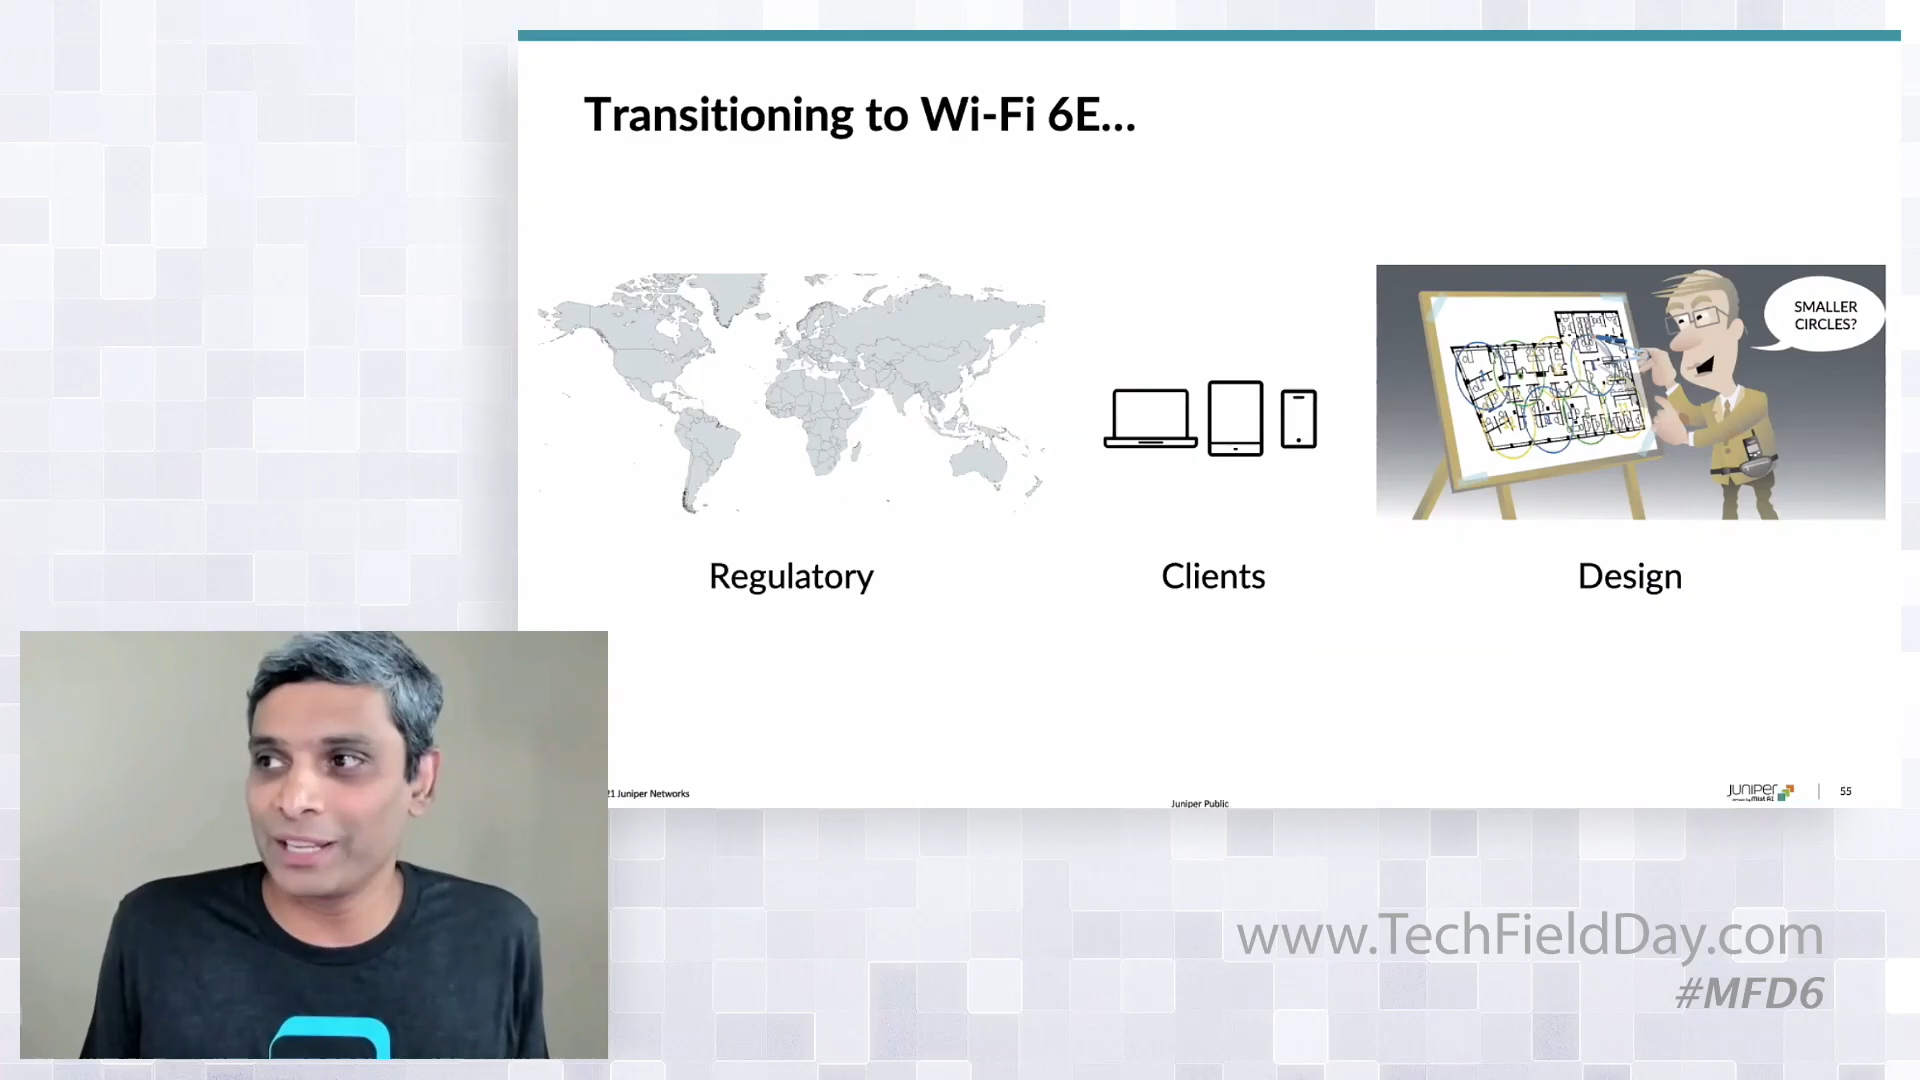 Transitioning to Wi-Fi 6E...
SMALLER
CIRCLES?
Regulatory
Clients
Design
21 Juniper Networks
Juniper Public
JUNIPer
55
www.TechFieldDay.com
#MFD6